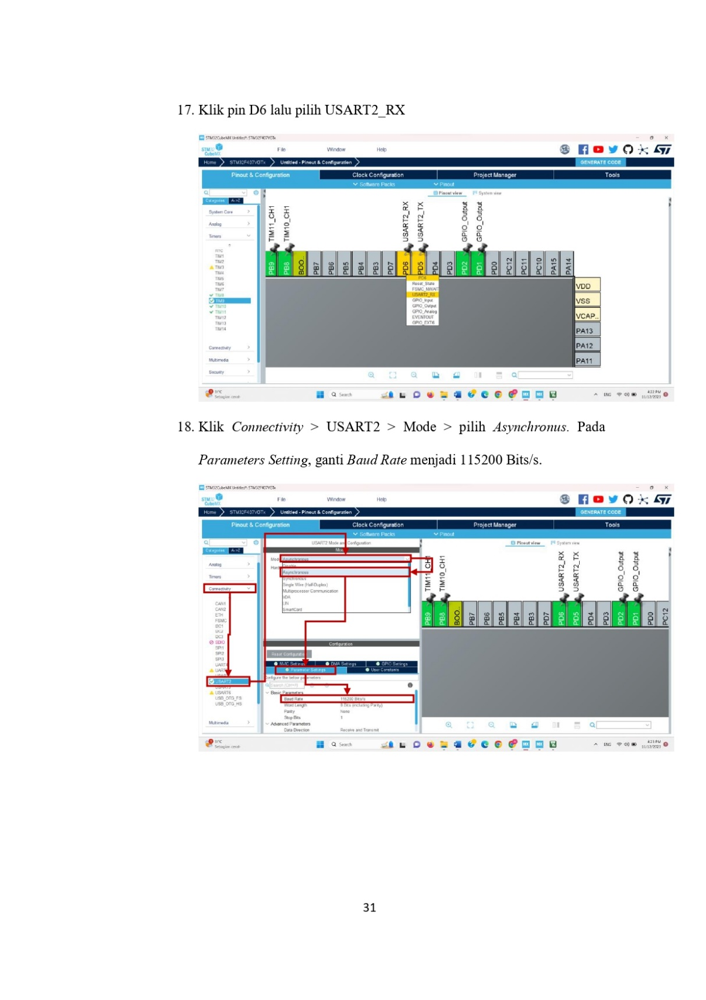 17. Klik pin D6 lalu pilih USART2_RX
STM32CubeMX Untitled*: STM32F407VGTx
STM32
CubeMX
File
Window
Help
Home
STM32F407VGTx
Untitled - Pinout & Configuration
GENERATE CODE
Pinout & Configuration
Clock Configuration
Project Manager
Tools
Software Packs
Pinout
Pinout view
System view
Categories
A->Z
System Core
Analog
Timers
RTC
TIM1
TIM2
TIM3
TIM4
TIM5
TIM6
TIM7
TIM8
TIM9
TIM10
TIM11
TIM12
TIM13
TIM14
Connectivity
Multimedia
Security
TIM11_CH1
TIM10_CH1
USART2_RX
USART2_TX
GPIO_Output
GPIO_Output
PB9
PB8
BOO..
PB7
PB6
PB5
PB4
PB3
PD7
PD6
PD5
PD4
PD3
PD2
PD1
PD0
PC12
PC11
PC10
PA15
PA14
PD6
Reset_State
FSMC_NWAIT
USART2_RX
GPIO_Input
GPIO_Output
GPIO_Analog
EVENTOUT
GPIO_EXTI6
VDD
VSS
VCAP..
PA13
PA12
PA11
31°C
Sebagian cerah
Search
ENG
4:22 PM
11/12/2023
18. Klik Connectivity > USART2 > Mode > pilih Asynchronus. Pada
Parameters Setting, ganti Baud Rate menjadi 115200 Bits/s.
STM32CubeMX Untitled*: STM32F407VGTx
STM32
CubeMX
File
Window
Help
Home
STM32F407VGTx
Untitled - Pinout & Configuration
GENERATE CODE
Pinout & Configuration
Clock Configuration
Project Manager
Tools
Software Packs
Pinout
USART2 Mode and Configuration
Pinout view
System view
Categories
A->Z
Analog
Timers
Connectivity
CAN1
CAN2
ETH
FSMC
I2C1
I2C2
I2C3
SDIO
SPI1
SPI2
SPI3
UART4
USART2
USART6
USB_OTG_FS
USB_OTG_HS
Multimedia
Asynchronous
Disable
Asynchronous
Synchronous
Single Wire (Half-Duplex)
Multiprocessor Communication
IrDA
LIN
SmartCard
Configuration
Reset Configuration
NVIC Settings
DMA Settings
GPIO Settings
Parameter Settings
User Constants
Configure the below parameters
Search (Ctrl+F)
Basic Parameters
Baud Rate 115200 Bits/s
Word Length 8 Bits (including Parity)
Parity None
Stop Bits 1
Advanced Parameters
Data Direction Receive and Transmit
TIM11_CH1
TIM10_CH1
USART2_RX
USART2_TX
GPIO_Output
GPIO_Output
PB9
PB8
BOO..
PB7
PB6
PB5
PB4
PB3
PD7
PD6
PD5
PD4
PD3
PD2
PD1
PD0
PC12
31°C
Sebagian cerah
Search
ENG
4:23 PM
11/12/2023
31